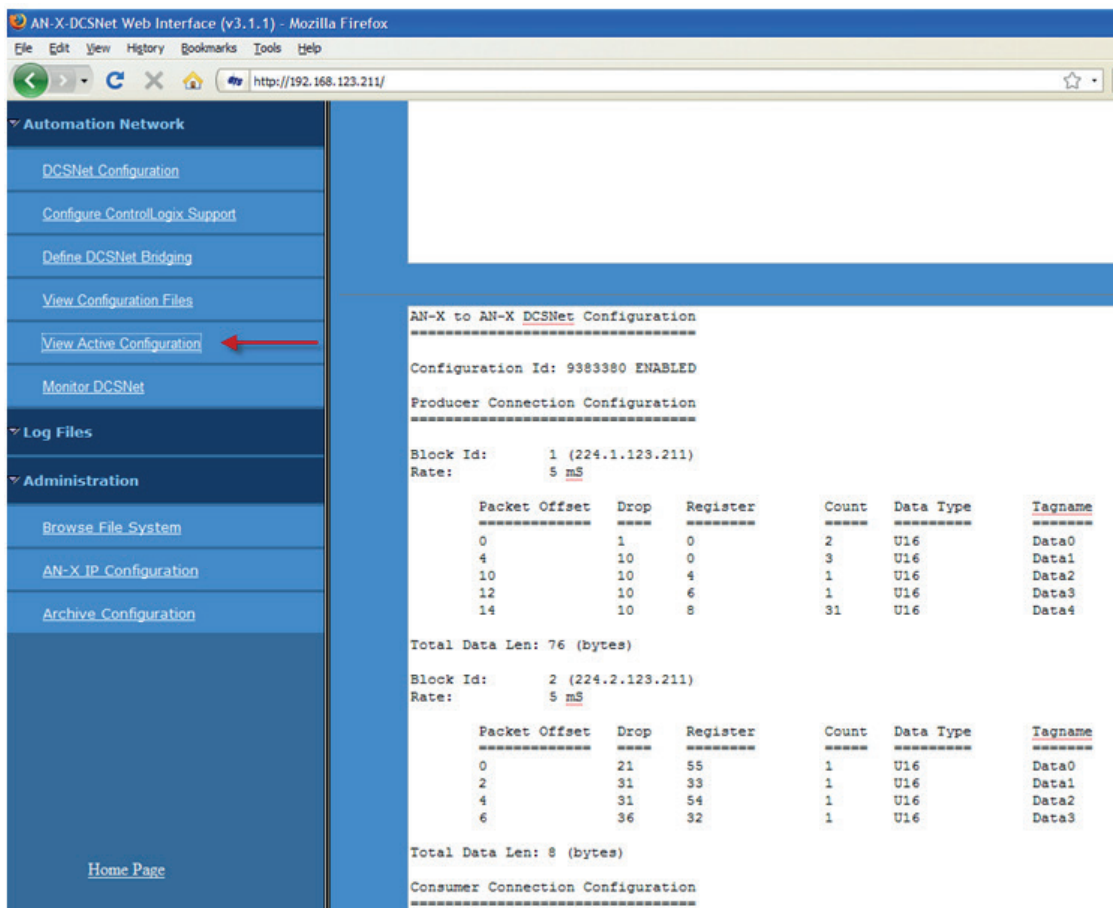 AN-X-DCSNet Web Interface (v3.1.1) - Mozilla Firefox
File Edit View History Bookmarks Tools Help
http://192.168.123.211/
Automation Network
DCSNet Configuration
Configure ControlLogix Support
Define DCSNet Bridging
View Configuration Files
View Active Configuration
Monitor DCSNet
Log Files
Administration
Browse File System
AN-X IP Configuration
Archive Configuration
Home Page
AN-X to AN-X DCSNet Configuration
=================================
Configuration Id: 9383380 ENABLED
Producer Connection Configuration
=================================
Block Id: 1 (224.1.123.211)
Rate: 5 mS
Packet Offset Drop Register Count Data Type Tagname
============= ==== ======== ===== ========= =======
0 1 0 2 U16 Data0
4 10 0 3 U16 Data1
10 10 4 1 U16 Data2
12 10 6 1 U16 Data3
14 10 8 31 U16 Data4
Total Data Len: 76 (bytes)
Block Id: 2 (224.2.123.211)
Rate: 5 mS
Packet Offset Drop Register Count Data Type Tagname
============= ==== ======== ===== ========= =======
0 21 55 1 U16 Data0
2 31 33 1 U16 Data1
4 31 54 1 U16 Data2
6 36 32 1 U16 Data3
Total Data Len: 8 (bytes)
Consumer Connection Configuration
=================================